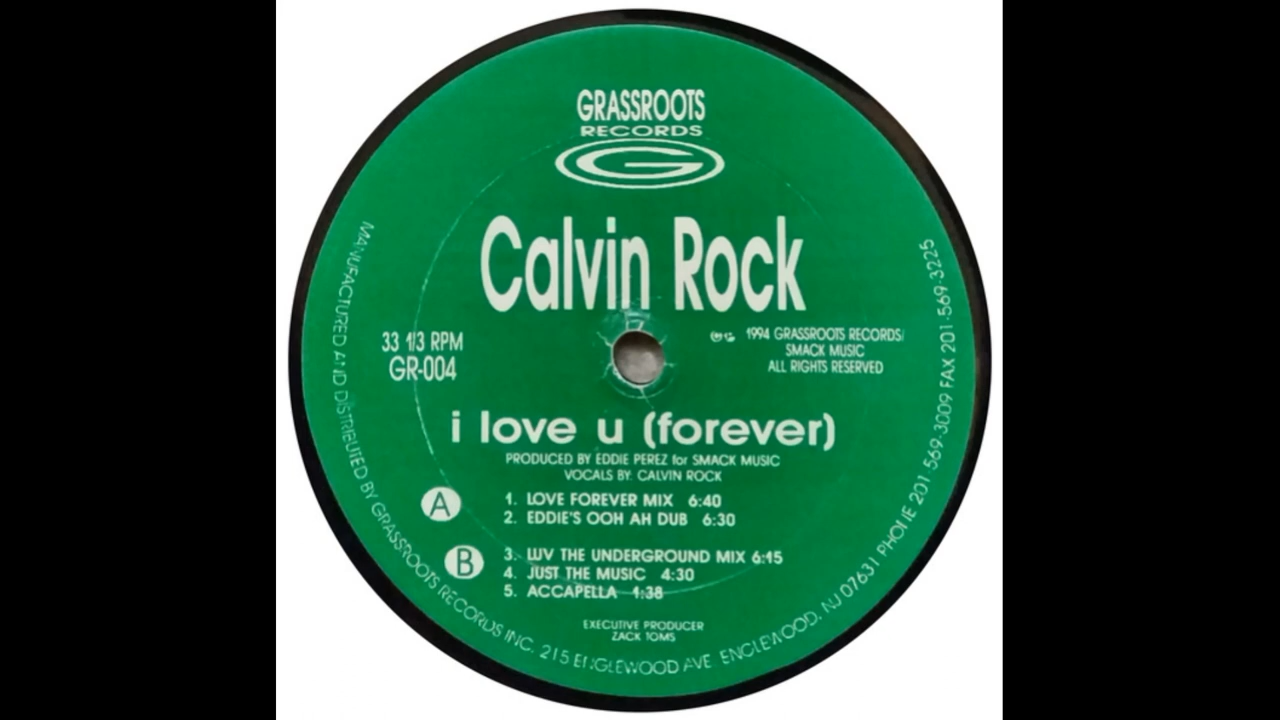 GRASSROOTS
RECORDS
G
Calvin Rock
33 1/3 RPM
GR-004
℗© 1994 GRASSROOTS RECORDS/
SMACK MUSIC
ALL RIGHTS RESERVED
i love u (forever)
PRODUCED BY EDDIE PEREZ for SMACK MUSIC
VOCALS BY: CALVIN ROCK
A
1. LOVE FOREVER MIX 6:40
2. EDDIE'S OOH AH DUB 6:30
B
3. LUV THE UNDERGROUND MIX 6:15
4. JUST THE MUSIC 4:30
5. ACCAPELLA 1:38
EXECUTIVE PRODUCER
ZACK TOMS
MANUFACTURED AND DISTRIBUTED BY GRASSROOTS RECORDS INC. 215 ENGLEWOOD AVE. ENGLEWOOD, NJ 07631 PHONE 201 569-3009 FAX 201-569-3225